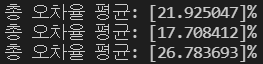 총 오차율 평균: [21.925047]%
총 오차율 평균: [17.708412]%
총 오차율 평균: [26.783693]%